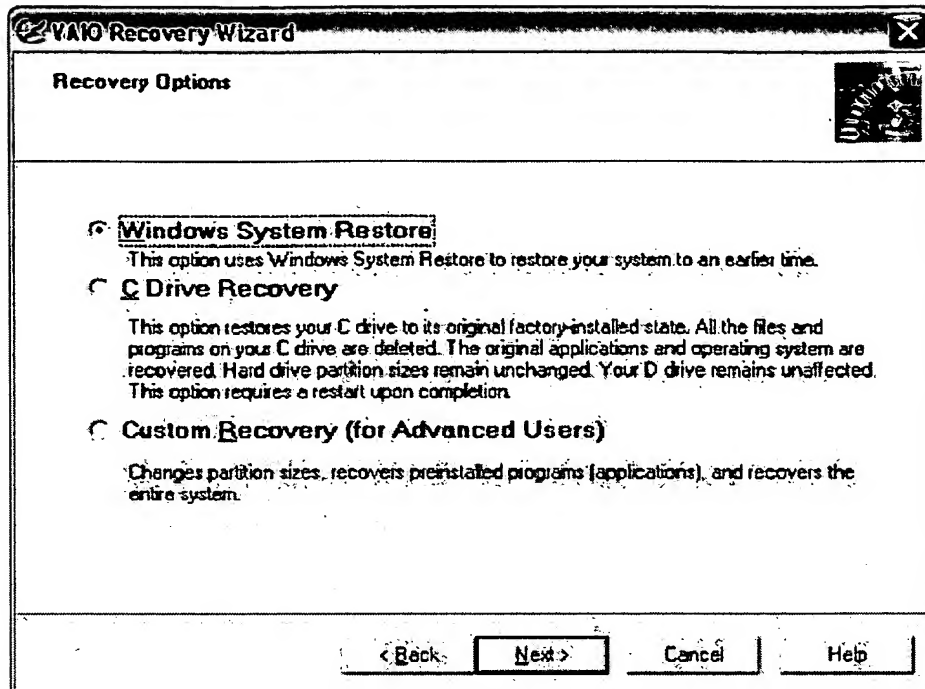 VAIO Recovery Wizard
Recovery Options
Windows System Restore
This option uses Windows System Restore to restore your system to an earlier time.
C Drive Recovery
This option restores your C drive to its original factory-installed state. All the files and
programs on your C drive are deleted. The original applications and operating system are
recovered. Hard drive partition sizes remain unchanged. Your D drive remains unaffected.
This option requires a restart upon completion.
Custom Recovery (for Advanced Users)
Changes partition sizes, recovers preinstalled programs (applications), and recovers the
entire system.
< Back
Next >
Cancel
Help